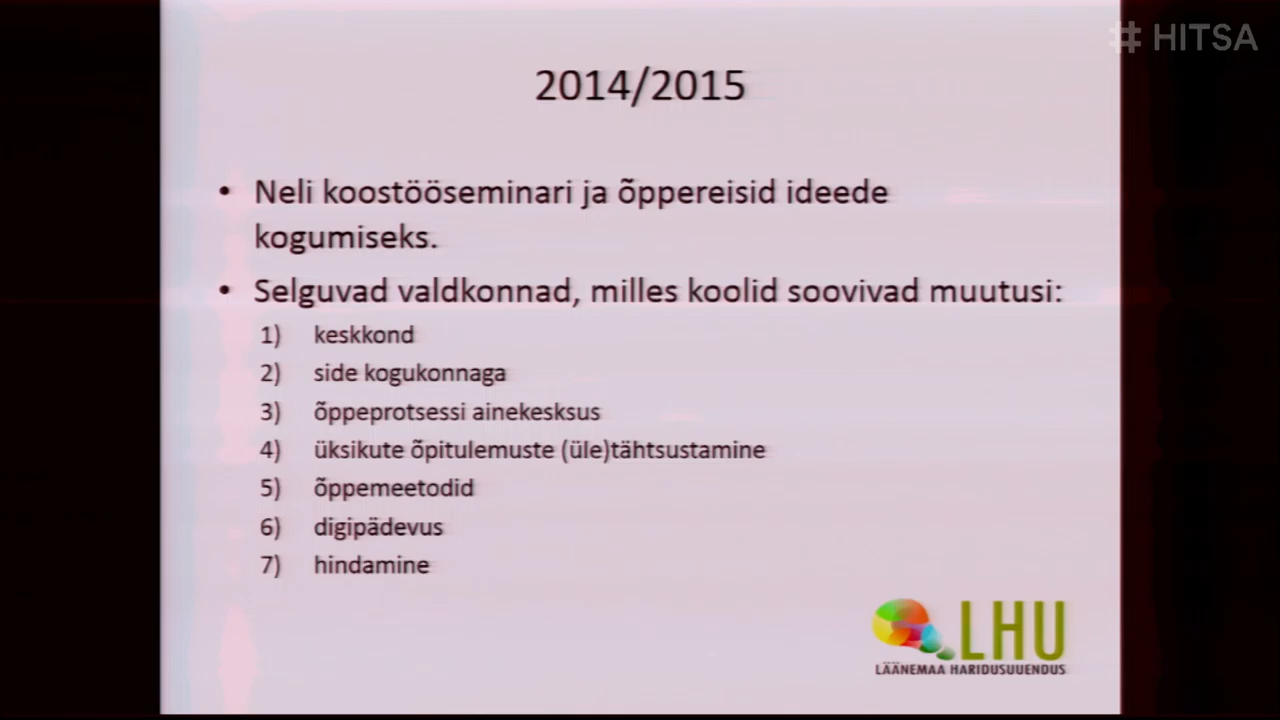 # HITSA
2014/2015
• Neli koostööseminari ja õppereisid ideede
kogumiseks.
• Selguvad valdkonnad, milles koolid soovivad muutusi:
1) keskkond
2) side kogukonnaga
3) õppeprotsessi ainekesksus
4) üksikute õpitulemuste (üle)tähtsustamine
5) õppemeetodid
6) digipädevus
7) hindamine
LHU
LÄÄNEMAA HARIDUSUUENDUS